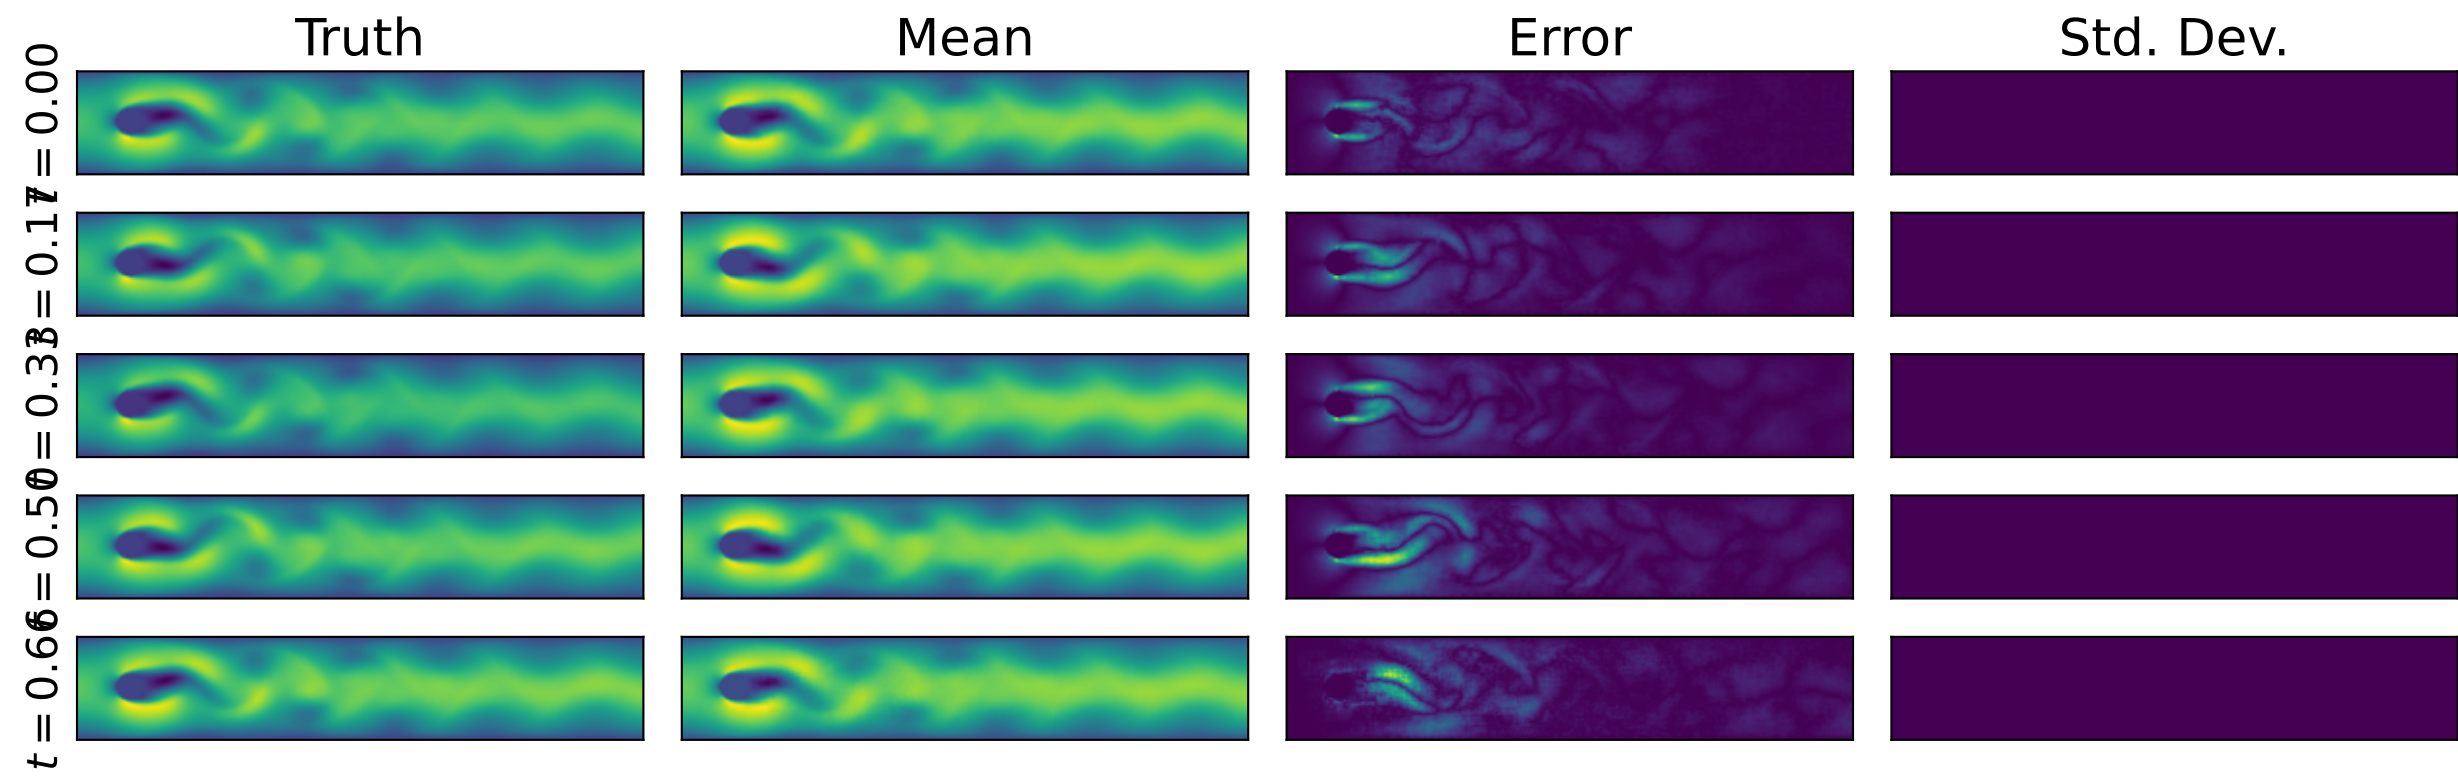 Truth
Mean
Error
Std. Dev.
t = 0.00
t = 0.17
t = 0.33
t = 0.50
t = 0.66